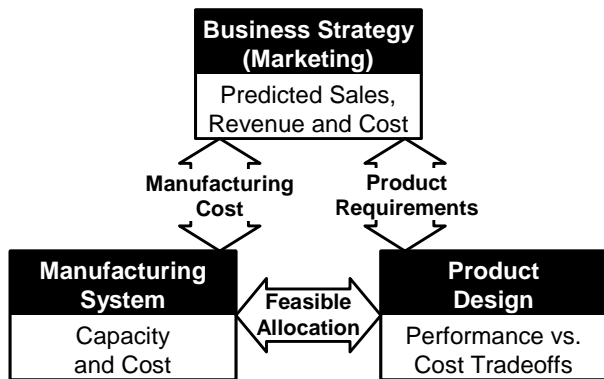 Business Strategy
(Marketing)
Predicted Sales,
Revenue and Cost
Manufacturing
Cost
Product
Requirements
Manufacturing
System
Capacity
and Cost
Feasible
Allocation
Product
Design
Performance vs.
Cost Tradeoffs